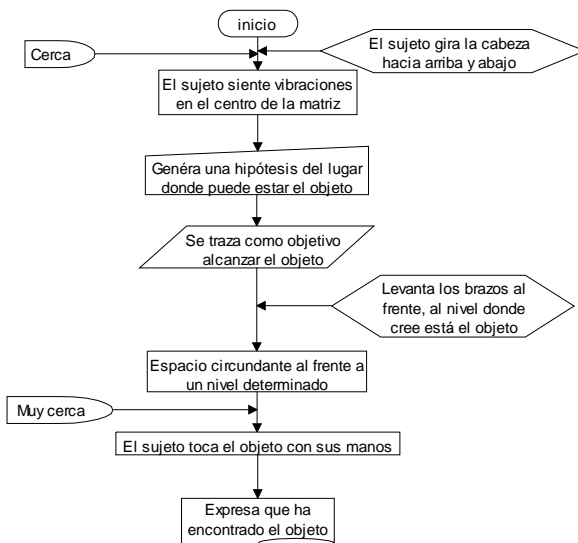 inicio
Cerca
El sujeto gira la cabeza
hacia arriba y abajo
El sujeto siente vibraciones
en el centro de la matriz
Genéra una hipótesis del lugar
donde puede estar el objeto
Se traza como objetivo
alcanzar el objeto
Levanta los brazos al
frente, al nivel donde
cree está el objeto
Espacio circundante al frente a
un nivel determinado
Muy cerca
El sujeto toca el objeto con sus manos
Expresa que ha
encontrado el objeto